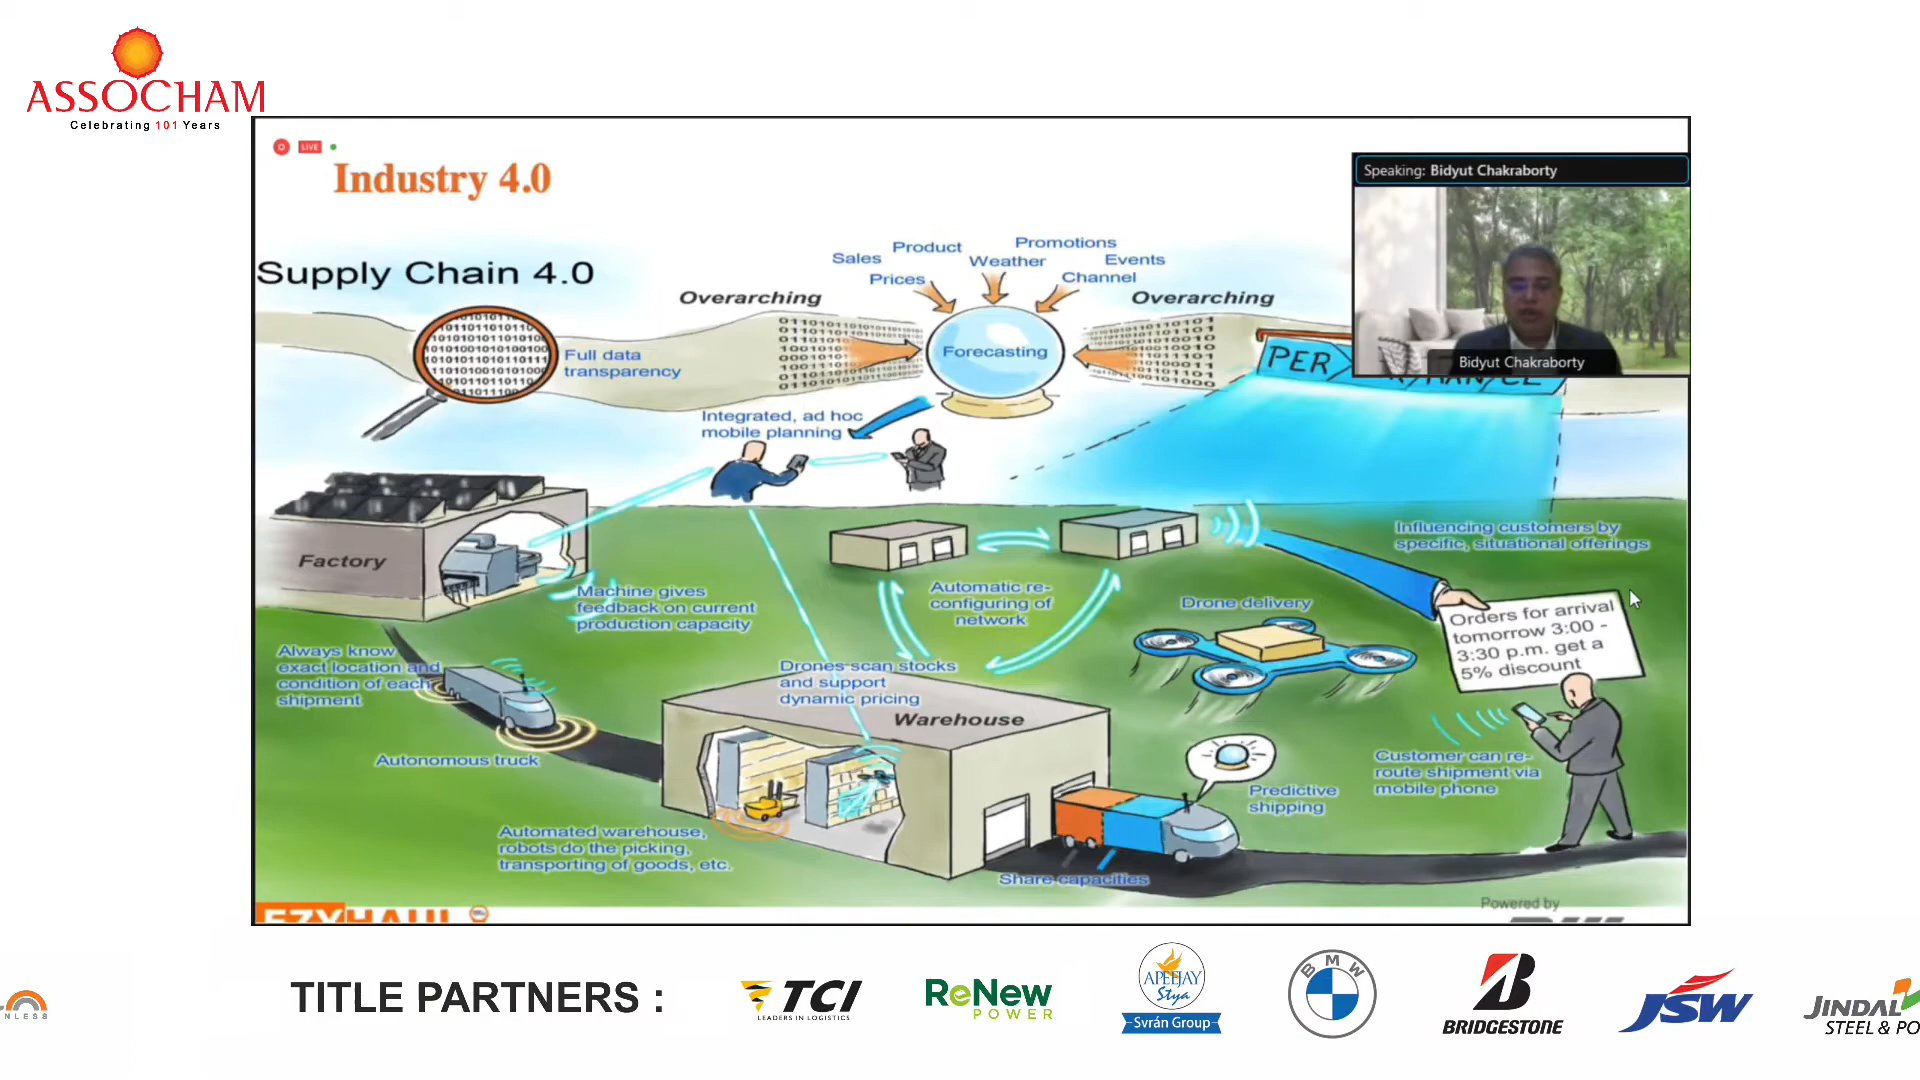 ASSOCHAM
Celebrating 101 Years
LIVE
Industry 4.0
Speaking: Bidyut Chakraborty
Bidyut Chakraborty
Supply Chain 4.0
Sales
Product
Promotions
Prices
Weather
Events
Channel
Overarching
Overarching
Full data
transparency
Forecasting
PER
Integrated, ad hoc
mobile planning
Factory
Machine gives
feedback on current
production capacity
Automatic re-
configuring of
network
Influencing customers by
specific, situational offerings
Drone delivery
Orders for arrival
tomorrow 3:00 -
3:30 p.m. get a
5% discount
Always know
exact location and
condition of each
shipment
Autonomous truck
Drones scan stocks
and support
dynamic pricing
Warehouse
Predictive
shipping
Customer can re-
route shipment via
mobile phone
Automated warehouse,
robots do the picking,
transporting of goods, etc.
Share capacities
EZYHAUL
Powered by
TITLE PARTNERS :
TCI
LEADERS IN LOGISTICS
ReNew
POWER
APEEJAY
Stya
Svrán Group
BMW
BRIDGESTONE
JSW
JINDAL
STEEL & PO
NLESS